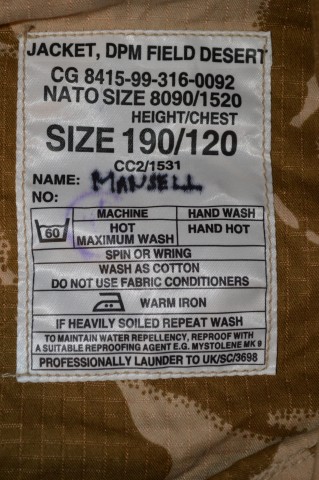 JACKET, DPM FIELD DESERT
CG 8415-99-316-0092
NATO SIZE 8090/1520
HEIGHT/CHEST
SIZE 190/120
CC2/1531
NAME: MANSELL
NO:
MACHINE HAND WASH
60 HOT MAXIMUM WASH HAND HOT
SPIN OR WRING
WASH AS COTTON
DO NOT USE FABRIC CONDITIONERS
WARM IRON
IF HEAVILY SOILED REPEAT WASH
TO MAINTAIN WATER REPELLENCY, REPROOF WITH
A SUITABLE REPROOFING AGENT E.G. MYSTOLENE MK 9
PROFESSIONALLY LAUNDER TO UK/SC/3698